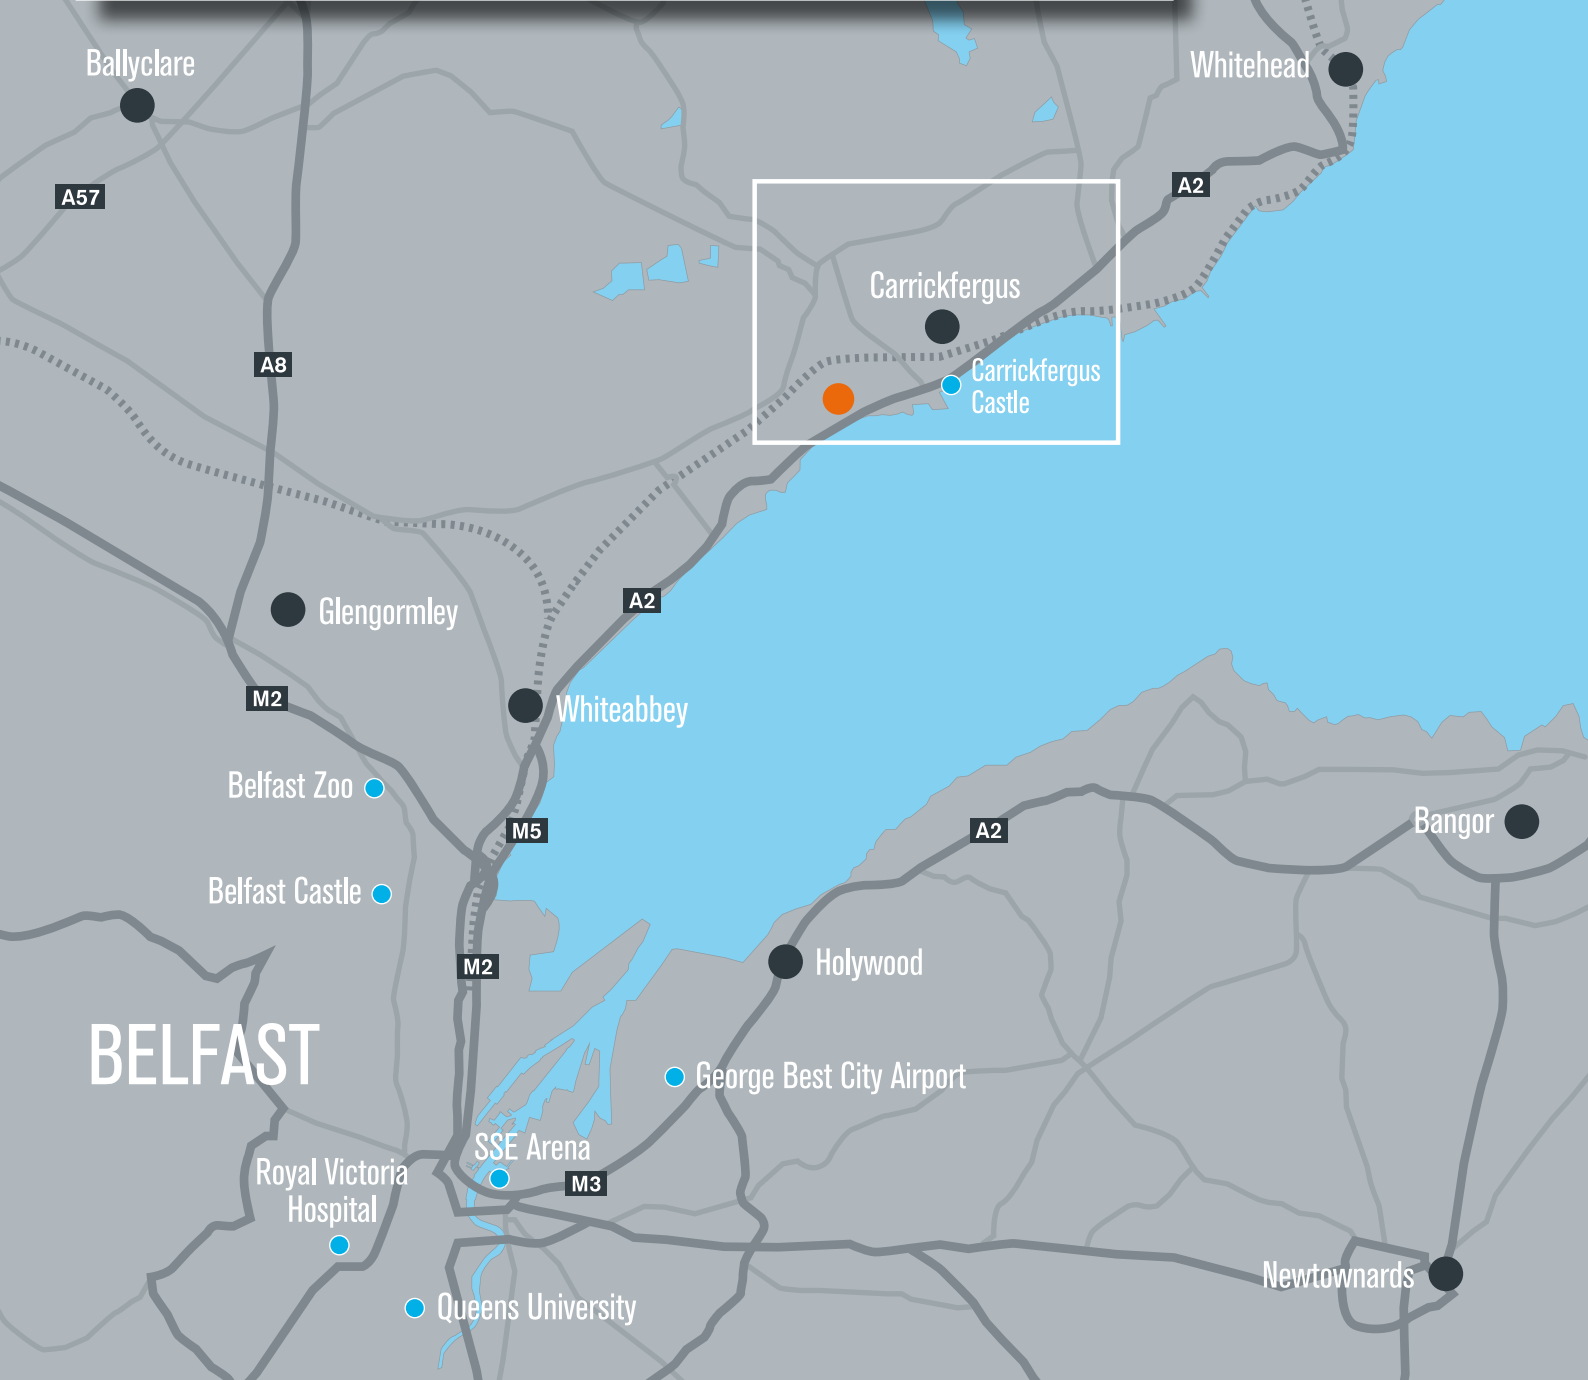 Ballyclare
Whitehead
A57
A2
Carrickfergus
A8
Carrickfergus
Castle
A2
Glengormley
M2
Whiteabbey
Belfast Zoo
M5
A2
Bangor
Belfast Castle
M2
Holywood
BELFAST
George Best City Airport
SSE Arena
M3
Royal Victoria
Hospital
Newtownards
Queens University